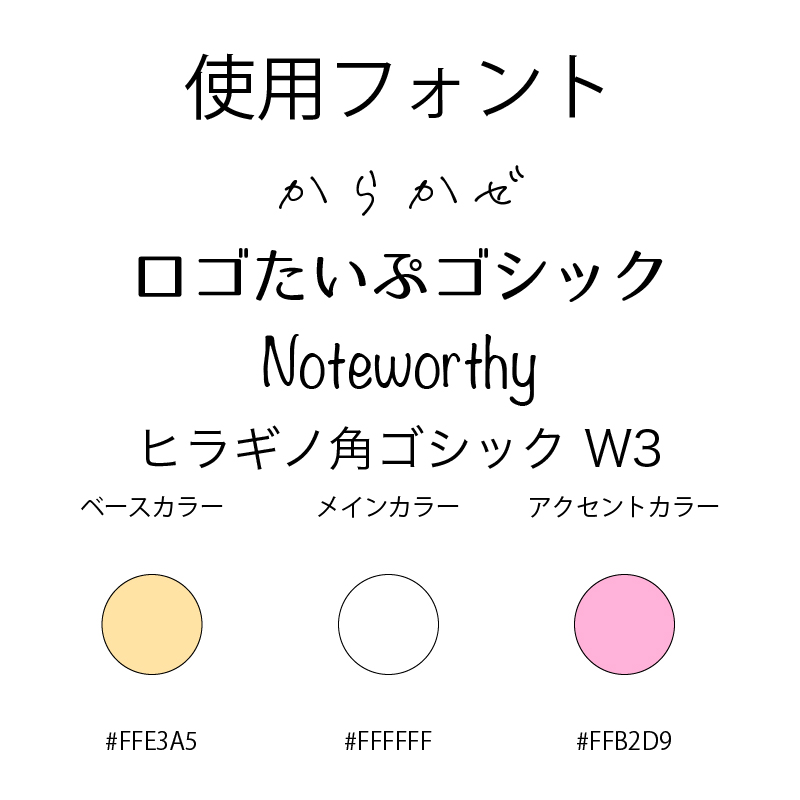 使用フォント
からかぜ
ロゴたいぷゴシック
Noteworthy
ヒラギノ角ゴシック W3
ベースカラー メインカラー アクセントカラー
#FFE3A5 #FFFFFF #FFB2D9